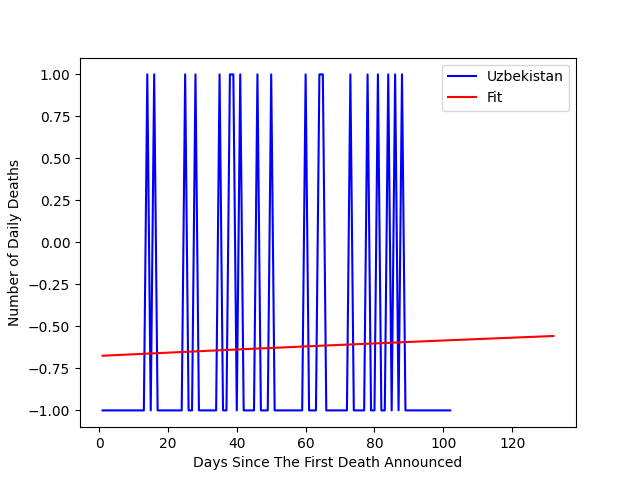 Uzbekistan
Fit
1.00
0.75
0.50
0.25
0.00
−0.25
−0.50
−0.75
−1.00
Number of Daily Deaths
0 20 40 60 80 100 120
Days Since The First Death Announced